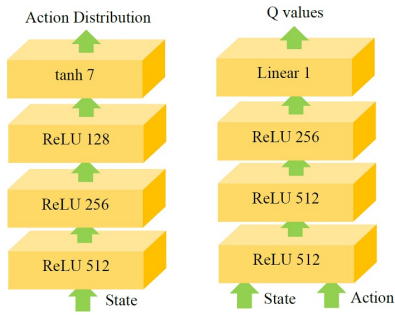 Action Distribution
tanh 7
ReLU 128
ReLU 256
ReLU 512
State
Q values
Linear 1
ReLU 256
ReLU 512
ReLU 512
State
Action